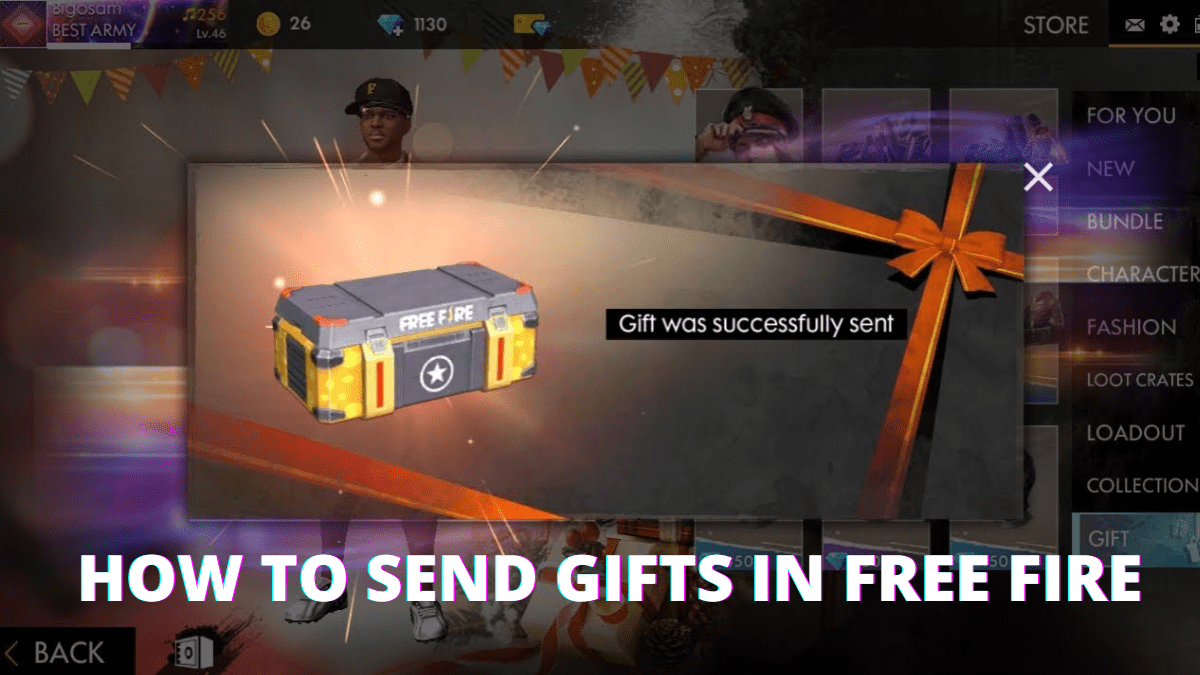 Bigosam
BEST ARMY
256
Lv.46
26
1130
STORE
FOR YOU
NEW
BUNDLE
CHARACTER
FASHION
LOOT CRATES
LOADOUT
COLLECTION
GIFT
FREE FIRE
Gift was successfully sent
HOW TO SEND GIFTS IN FREE FIRE
BACK